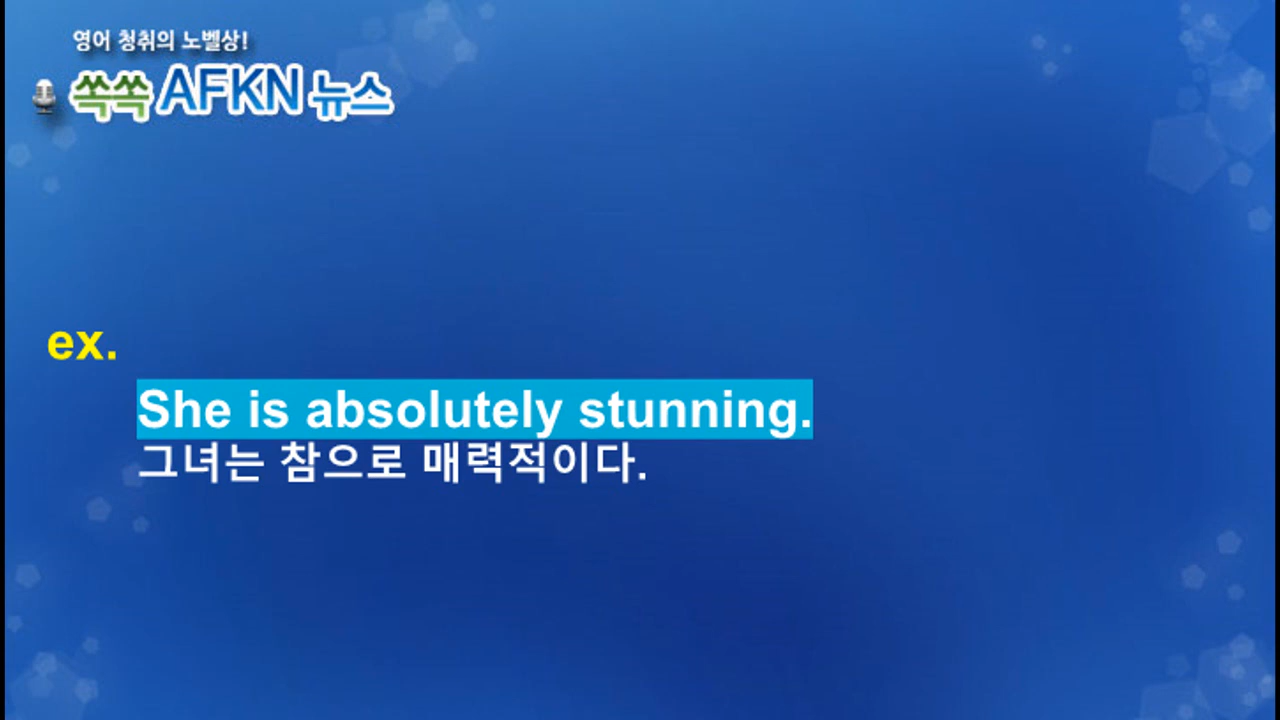 영어 청취의 노벨상!
쏙쏙 AFKN 뉴스
ex.
She is absolutely stunning.
그녀는 참으로 매력적이다.